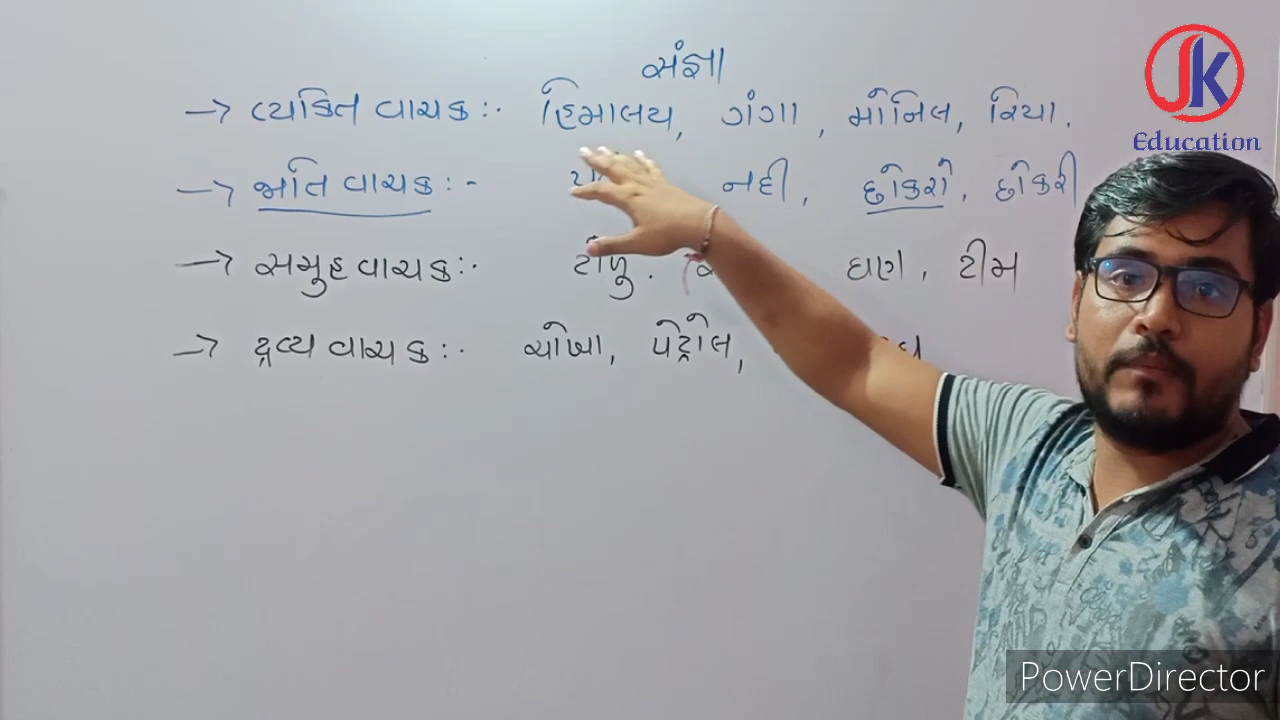 સંજ્ઞા
→ વ્યકિત વાચક :- હિમાલય, ગંગા, મોનિલ, રિયા.
→ જાતિ વાચક :- નદી, છોકરો, છોકરી
→ સમુહ વાચક :- ટોળુ. ધણ, ટીમ
→ દ્રવ્ય વાચક :- ચોખા, પેટ્રોલ,
JK
Education
PowerDirector